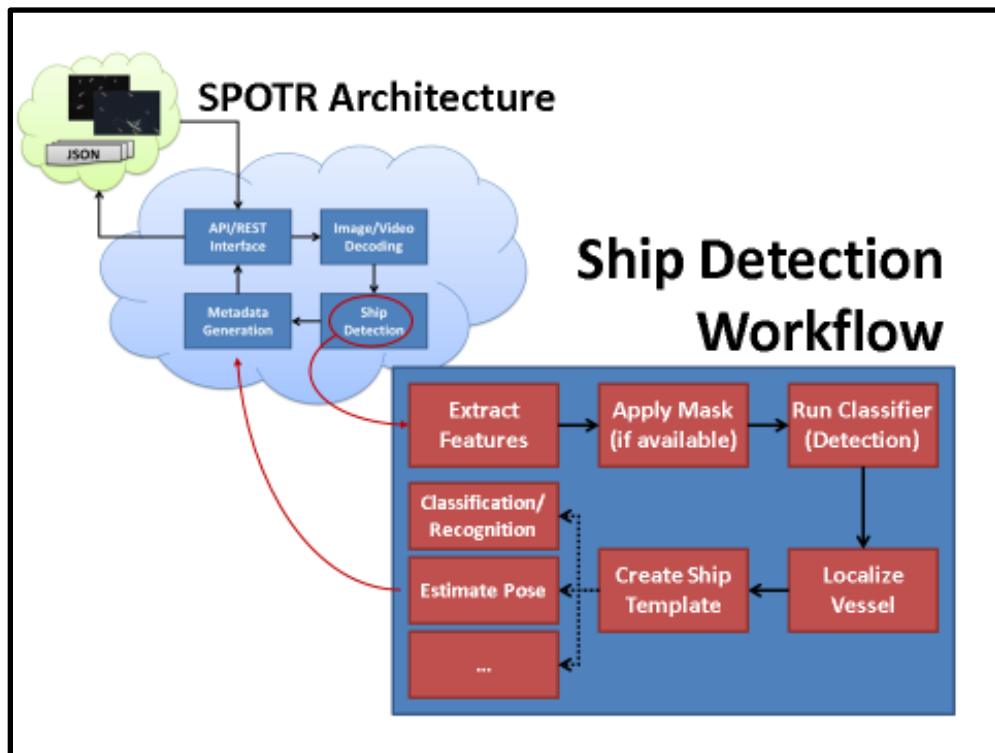 SPOTR Architecture
JSON
API/REST
Interface
Image/Video
Decoding
Metadata
Generation
Ship
Detection
Ship Detection
Workflow
Extract
Features
Apply Mask
(if available)
Run Classifier
(Detection)
Classification/
Recognition
Estimate Pose
...
Create Ship
Template
Localize
Vessel